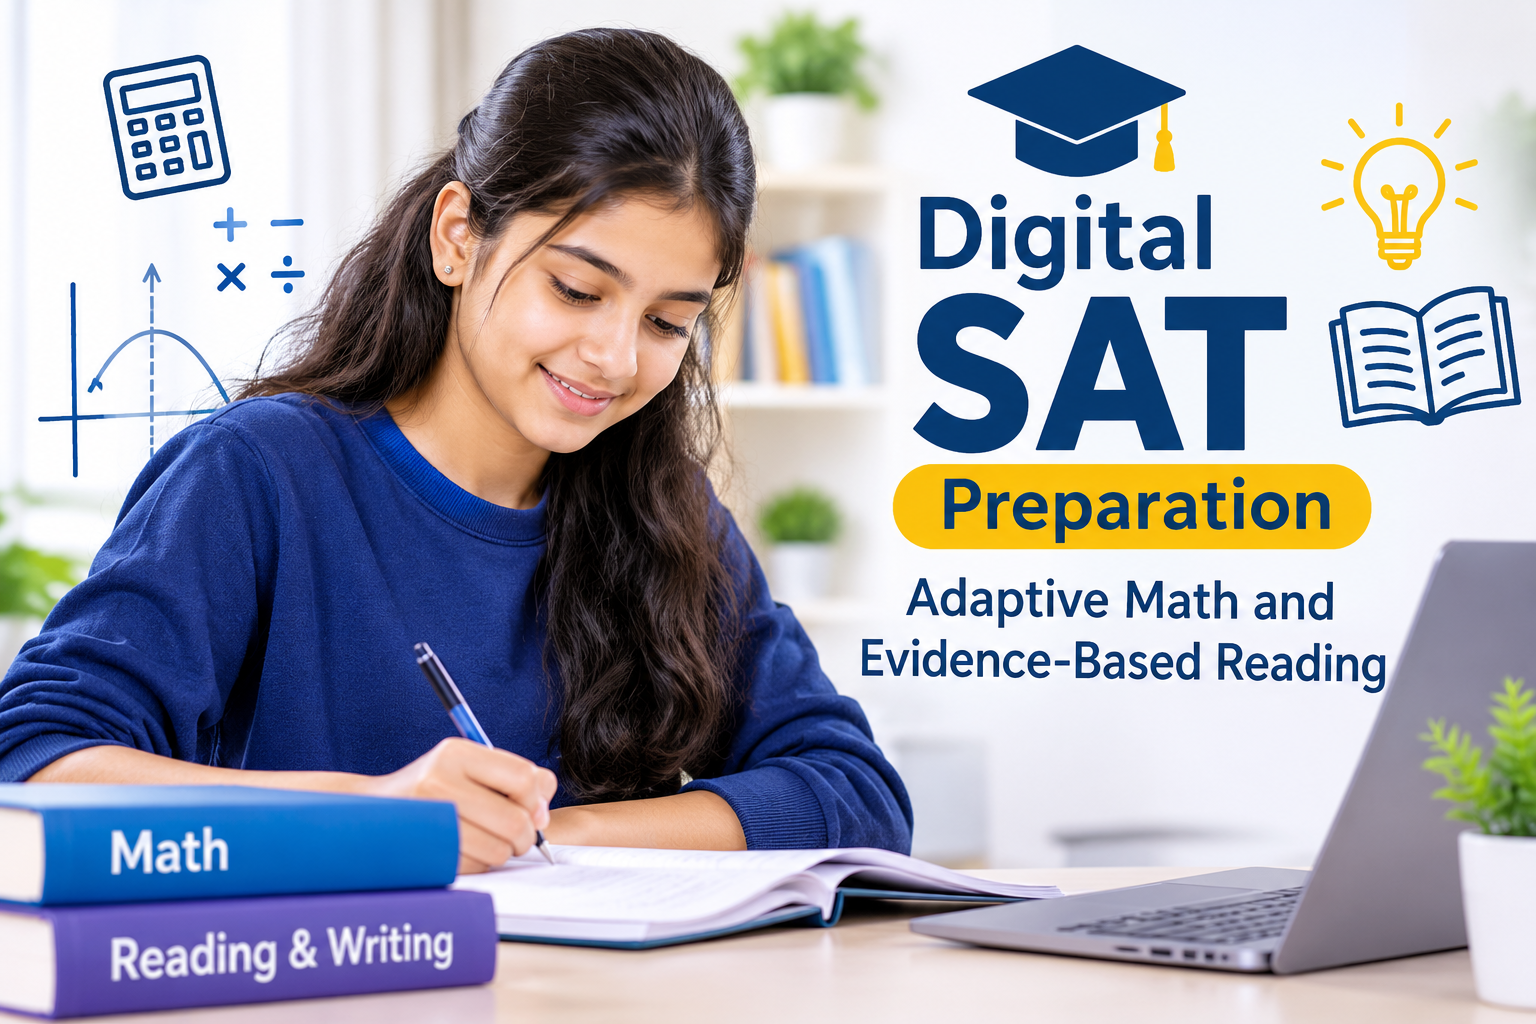 Digital
SAT
Preparation
Adaptive Math and
Evidence-Based Reading
Math
Reading & Writing